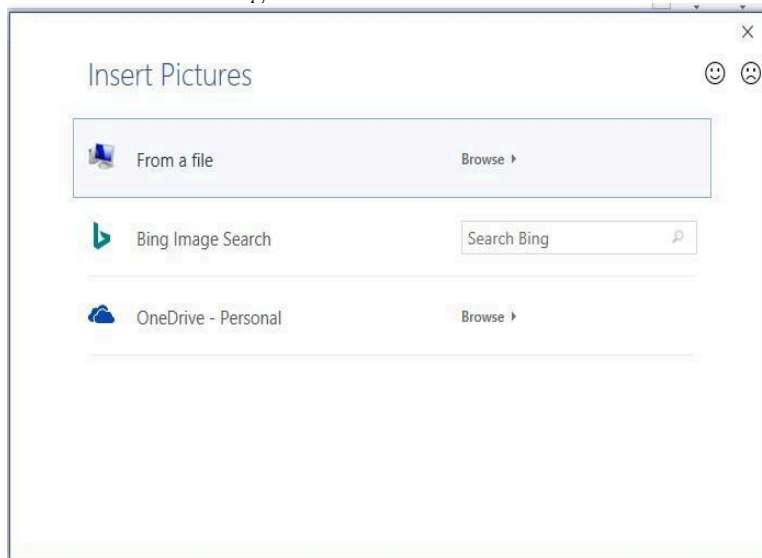 Insert Pictures
From a file Browse
Bing Image Search Search Bing
OneDrive - Personal Browse